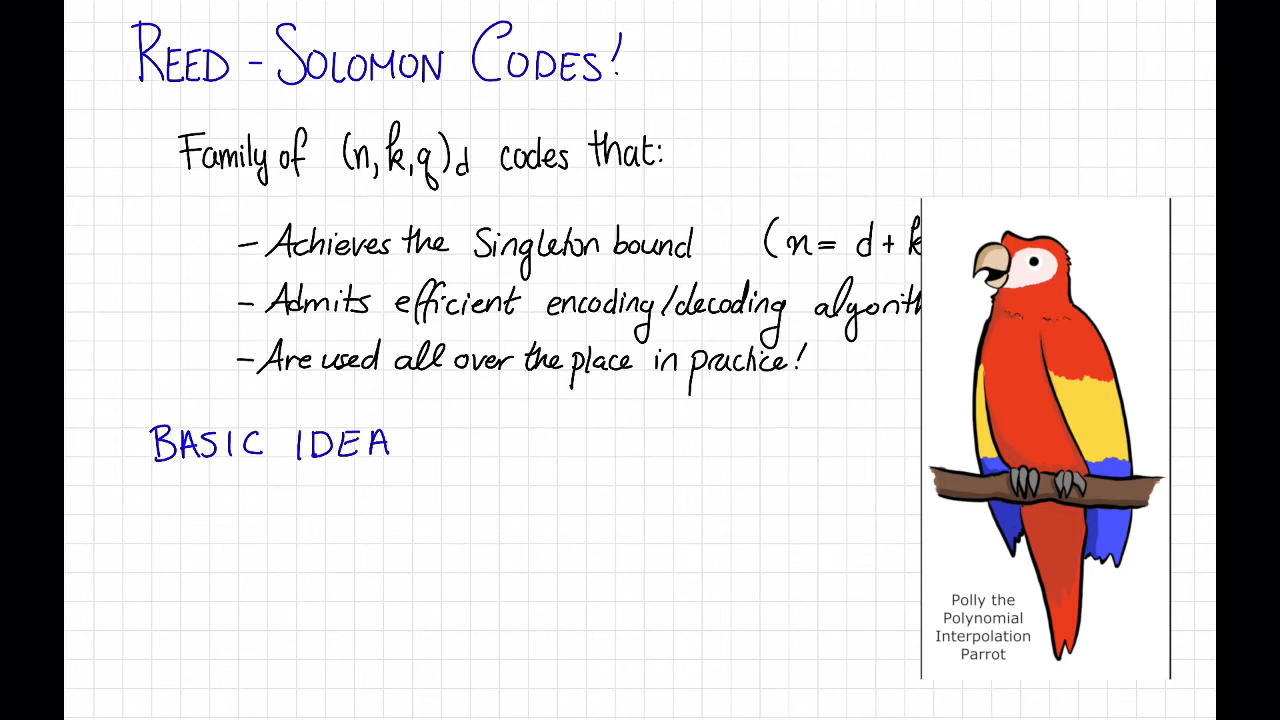 REED-SOLOMON CODES!
Family of (n,k,q)d codes that:
- Achieves the Singleton bound (n = d + k
- Admits efficient encoding/decoding algorith
- Are used all over the place in practice!
BASIC IDEA
Polly the
Polynomial
Interpolation
Parrot